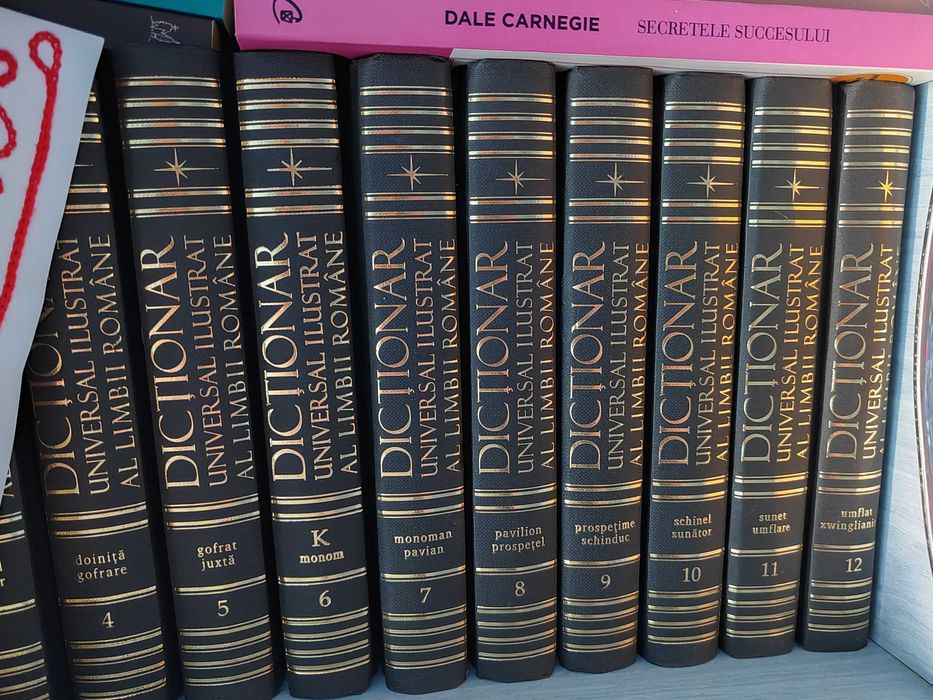 DALE CARNEGIE SECRETELE SUCCESULUI
DICȚIONAR
UNIVERSAL ILUSTRAT
AL LIMBII ROMÂNE
doiniță
gofrare
4
DICȚIONAR
UNIVERSAL ILUSTRAT
AL LIMBII ROMÂNE
gofrat
juxtă
5
DICȚIONAR
UNIVERSAL ILUSTRAT
AL LIMBII ROMÂNE
K
monom
6
DICȚIONAR
UNIVERSAL ILUSTRAT
AL LIMBII ROMÂNE
monoman
pavian
7
DICȚIONAR
UNIVERSAL ILUSTRAT
AL LIMBII ROMÂNE
pavilion
prospețel
8
DICȚIONAR
UNIVERSAL ILUSTRAT
AL LIMBII ROMÂNE
prospețime
schinduc
9
DICȚIONAR
UNIVERSAL ILUSTRAT
AL LIMBII ROMÂNE
schinel
sunător
10
DICȚIONAR
UNIVERSAL ILUSTRAT
AL LIMBII ROMÂNE
sunet
umflare
11
DICȚIONAR
UNIVERSAL ILUSTRAT
AL LIMBII ROMÂNE
umflat
12